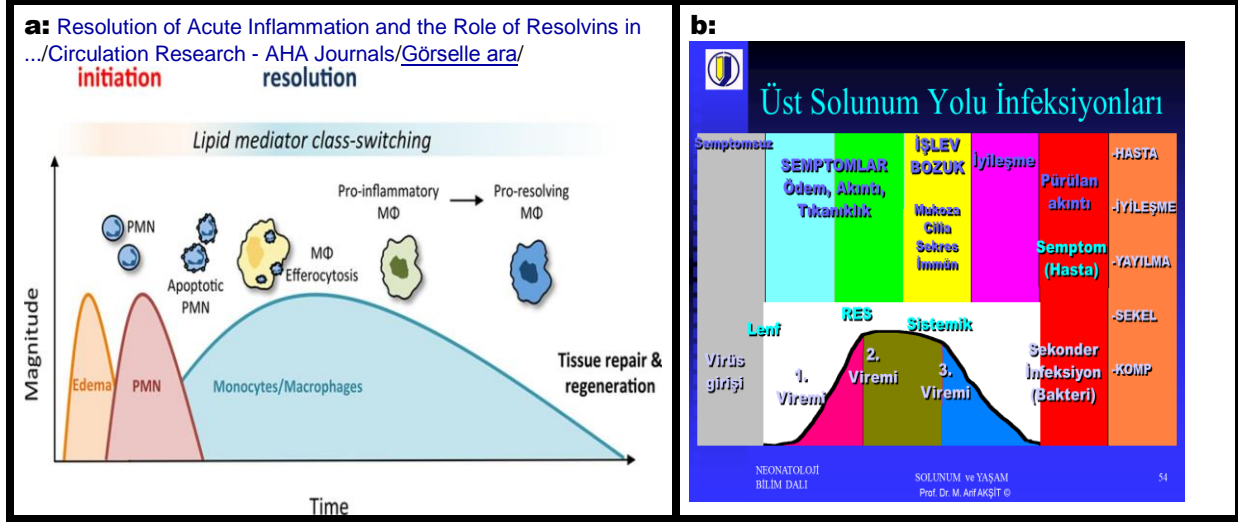 a: Resolution of Acute Inflammation and the Role of Resolvins in
.../Circulation Research - AHA Journals/Görselle ara/
initiation
resolution
Lipid mediator class-switching
Pro-inflammatory
MΦ
Pro-resolving
MΦ
PMN
Apoptotic
PMN
MΦ
Efferocytosis
Magnitude
Edema
PMN
Monocytes/Macrophages
Tissue repair &
regeneration
Time
b:
Üst Solunum Yolu İnfeksiyonları
Semptomsuz
SEMPTOMLAR
Ödem, Akıntı,
Tıkanıklık
İŞLEV
BOZUK
Mukoza
Cilia
Sekres
İmmün
İyileşme
Pürülan
akıntı
Semptom
(Hasta)
-HASTA
-İYİLEŞME
-YAYILMA
-SEKEL
-KOMP
Lenf
RES
Sistemik
Virüs
girişi
1.
Viremi
2.
Viremi
3.
Viremi
Sekonder
İnfeksiyon
(Bakteri)
NEONATOLOJİ
BİLİM DALI
SOLUNUM ve YAŞAM
Prof. Dr. M. Arif AKŞİT ©
54